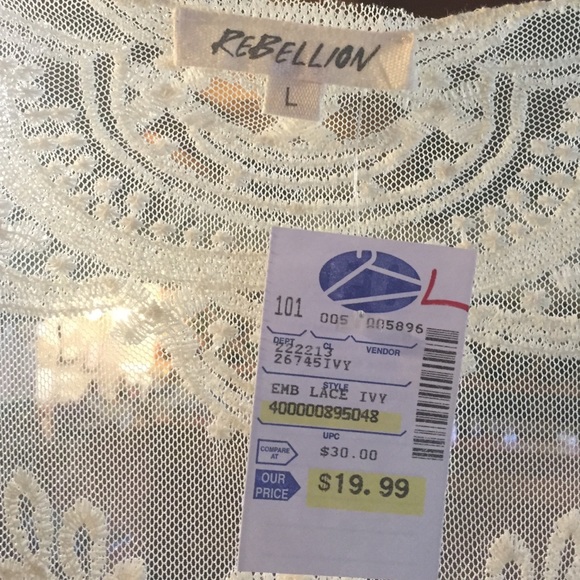 REBELLION
L
L
101 005 005896
DEPT CL VENDOR
222213
26745IVY
STYLE
EMB LACE IVY
400000895048
UPC
COMPARE AT $30.00
OUR PRICE $19.99